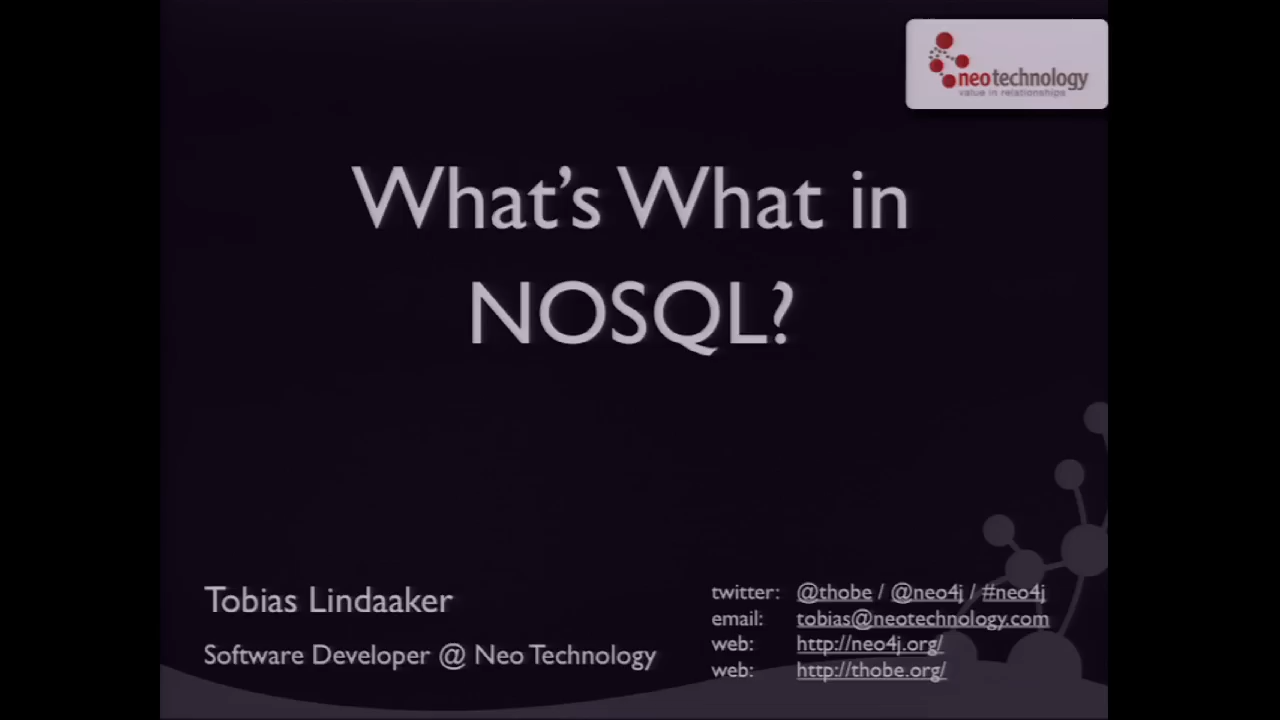 neotechnology
value in relationships
What's What in
NOSQL?
Tobias Lindaaker
Software Developer @ Neo Technology
twitter: @thobe / @neo4j / #neo4j
email: tobias@neotechnology.com
web: http://neo4j.org/
web: http://thobe.org/